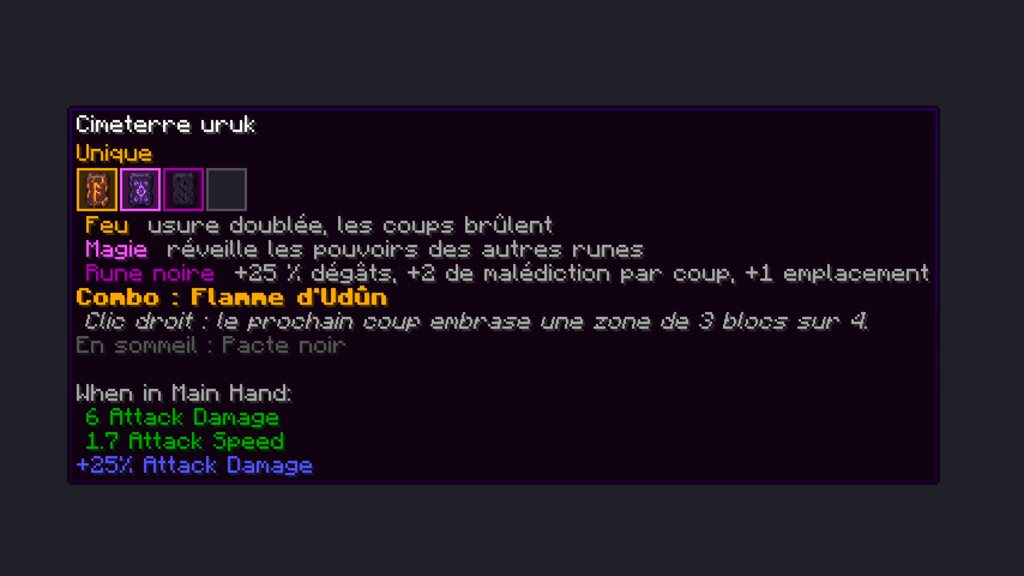 Cimeterre uruk
Unique
Feu usure doublée, les coups brûlent
Magie réveille les pouvoirs des autres runes
Rune noire +25 % dégâts, +2 de malédiction par coup, +1 emplacement
Combo : Flamme d'Udûn
Clic droit : le prochain coup embrase une zone de 3 blocs sur 4.
En sommeil : Pacte noir
When in Main Hand:
6 Attack Damage
1.7 Attack Speed
+25% Attack Damage